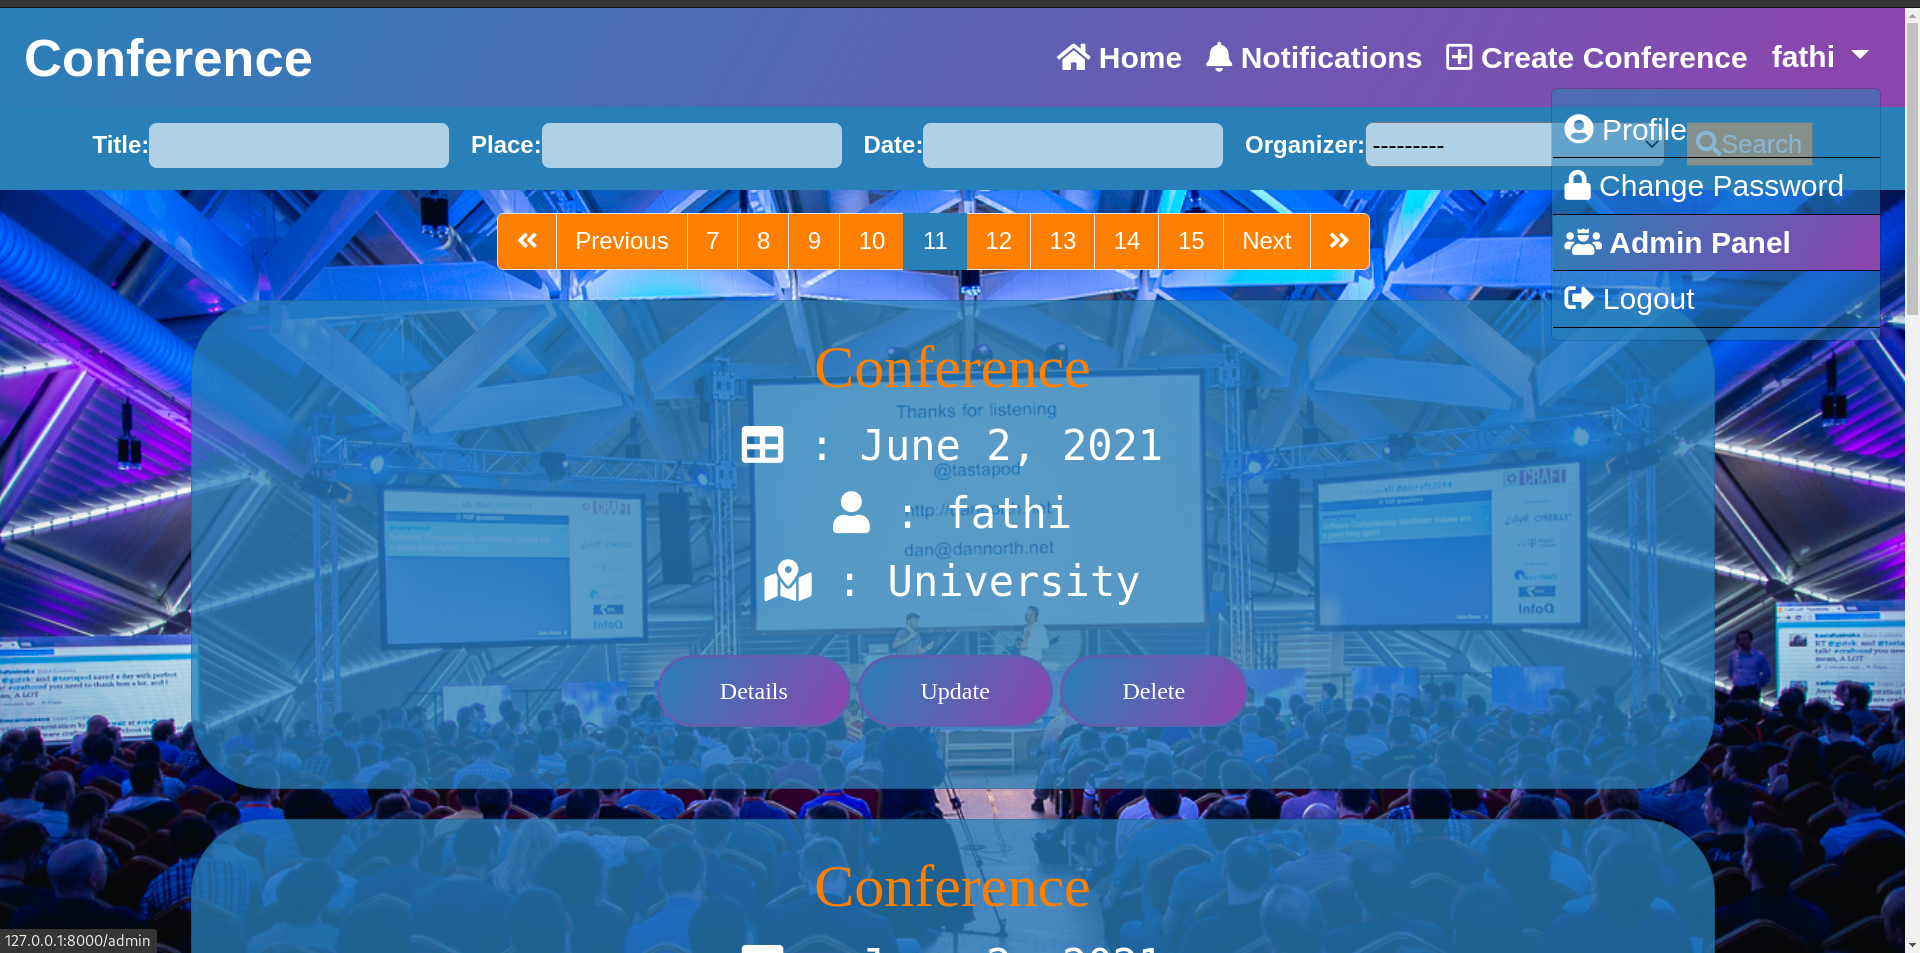 Conference
Home Notifications Create Conference fathi
Title: Place: Date: Organizer: --------- Search
Profile
Change Password
Admin Panel
Logout
« Previous 7 8 9 10 11 12 13 14 15 Next »
Conference
Thanks for listening
: June 2, 2021
@tastapod
: fathi
dan@dannorth.net
: University
CRAFT
InfoQ
Details Update Delete
Conference
127.0.0.1:8000/admin